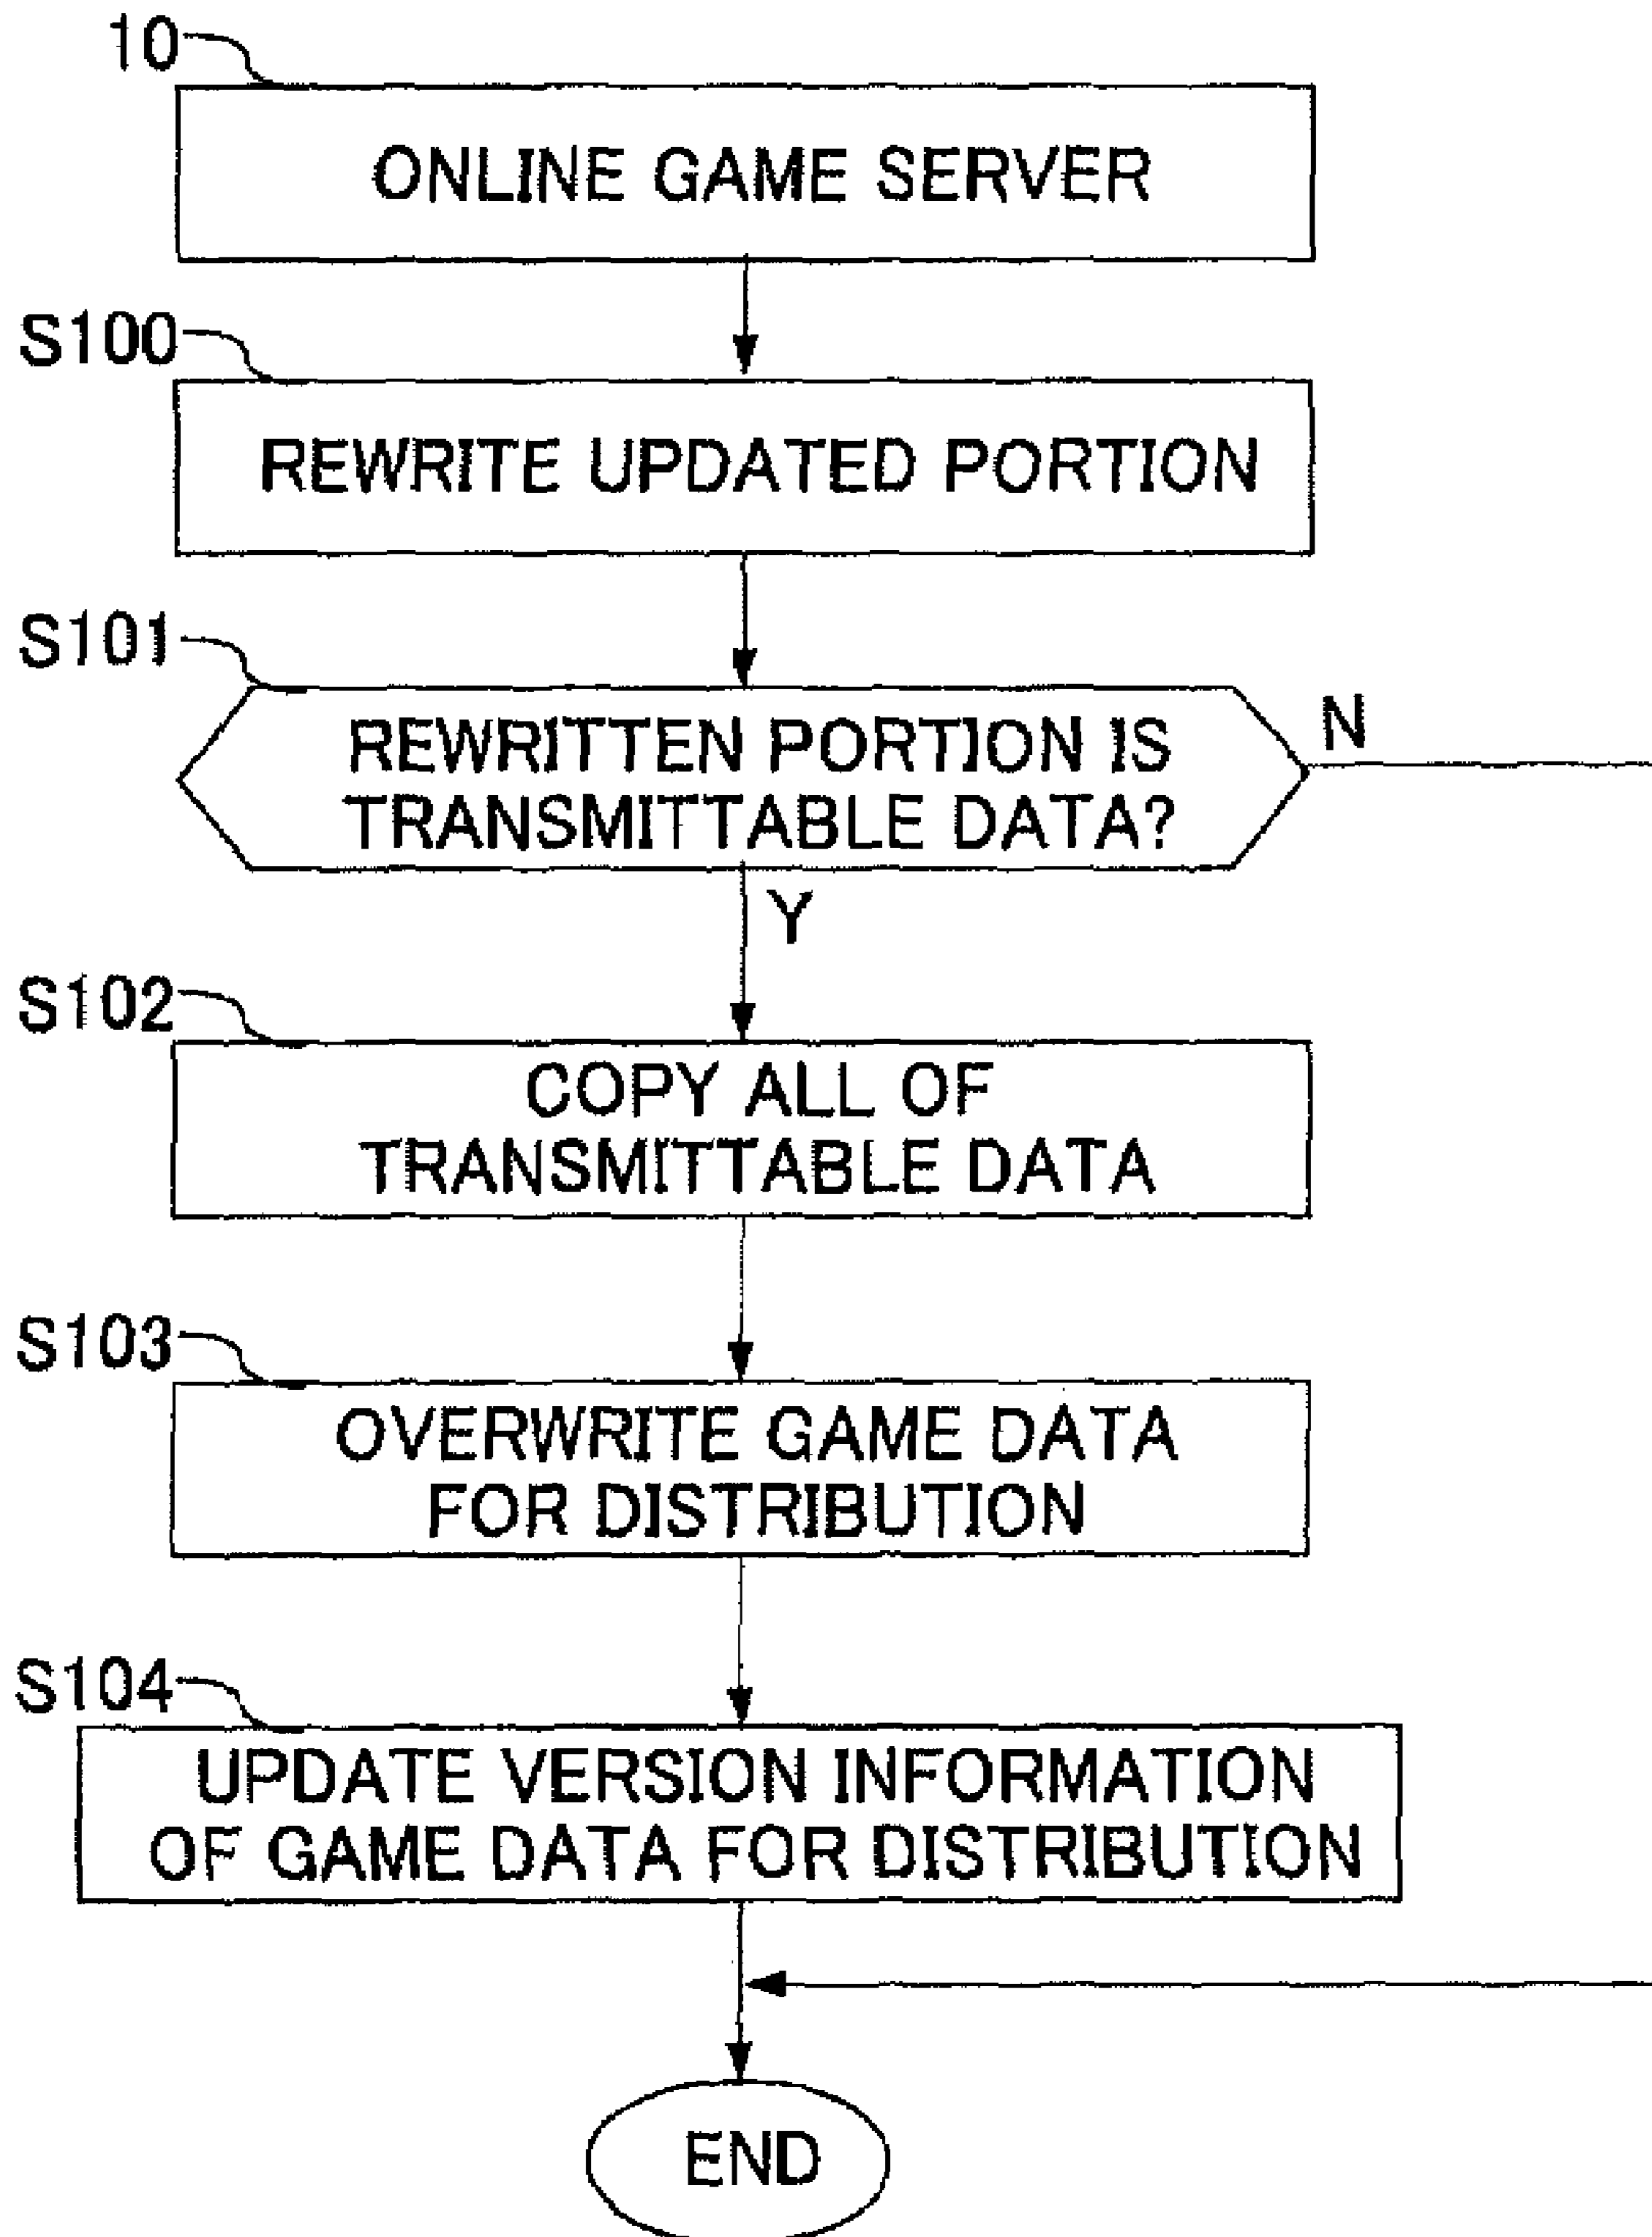 10
ONLINE GAME SERVER
S100
REWRITE UPDATED PORTION
S101
REWRITTEN PORTION IS
TRANSMITTABLE DATA?
N
Y
S102
COPY ALL OF
TRANSMITTABLE DATA
S103
OVERWRITE GAME DATA
FOR DISTRIBUTION
S104
UPDATE VERSION INFORMATION
OF GAME DATA FOR DISTRIBUTION
END